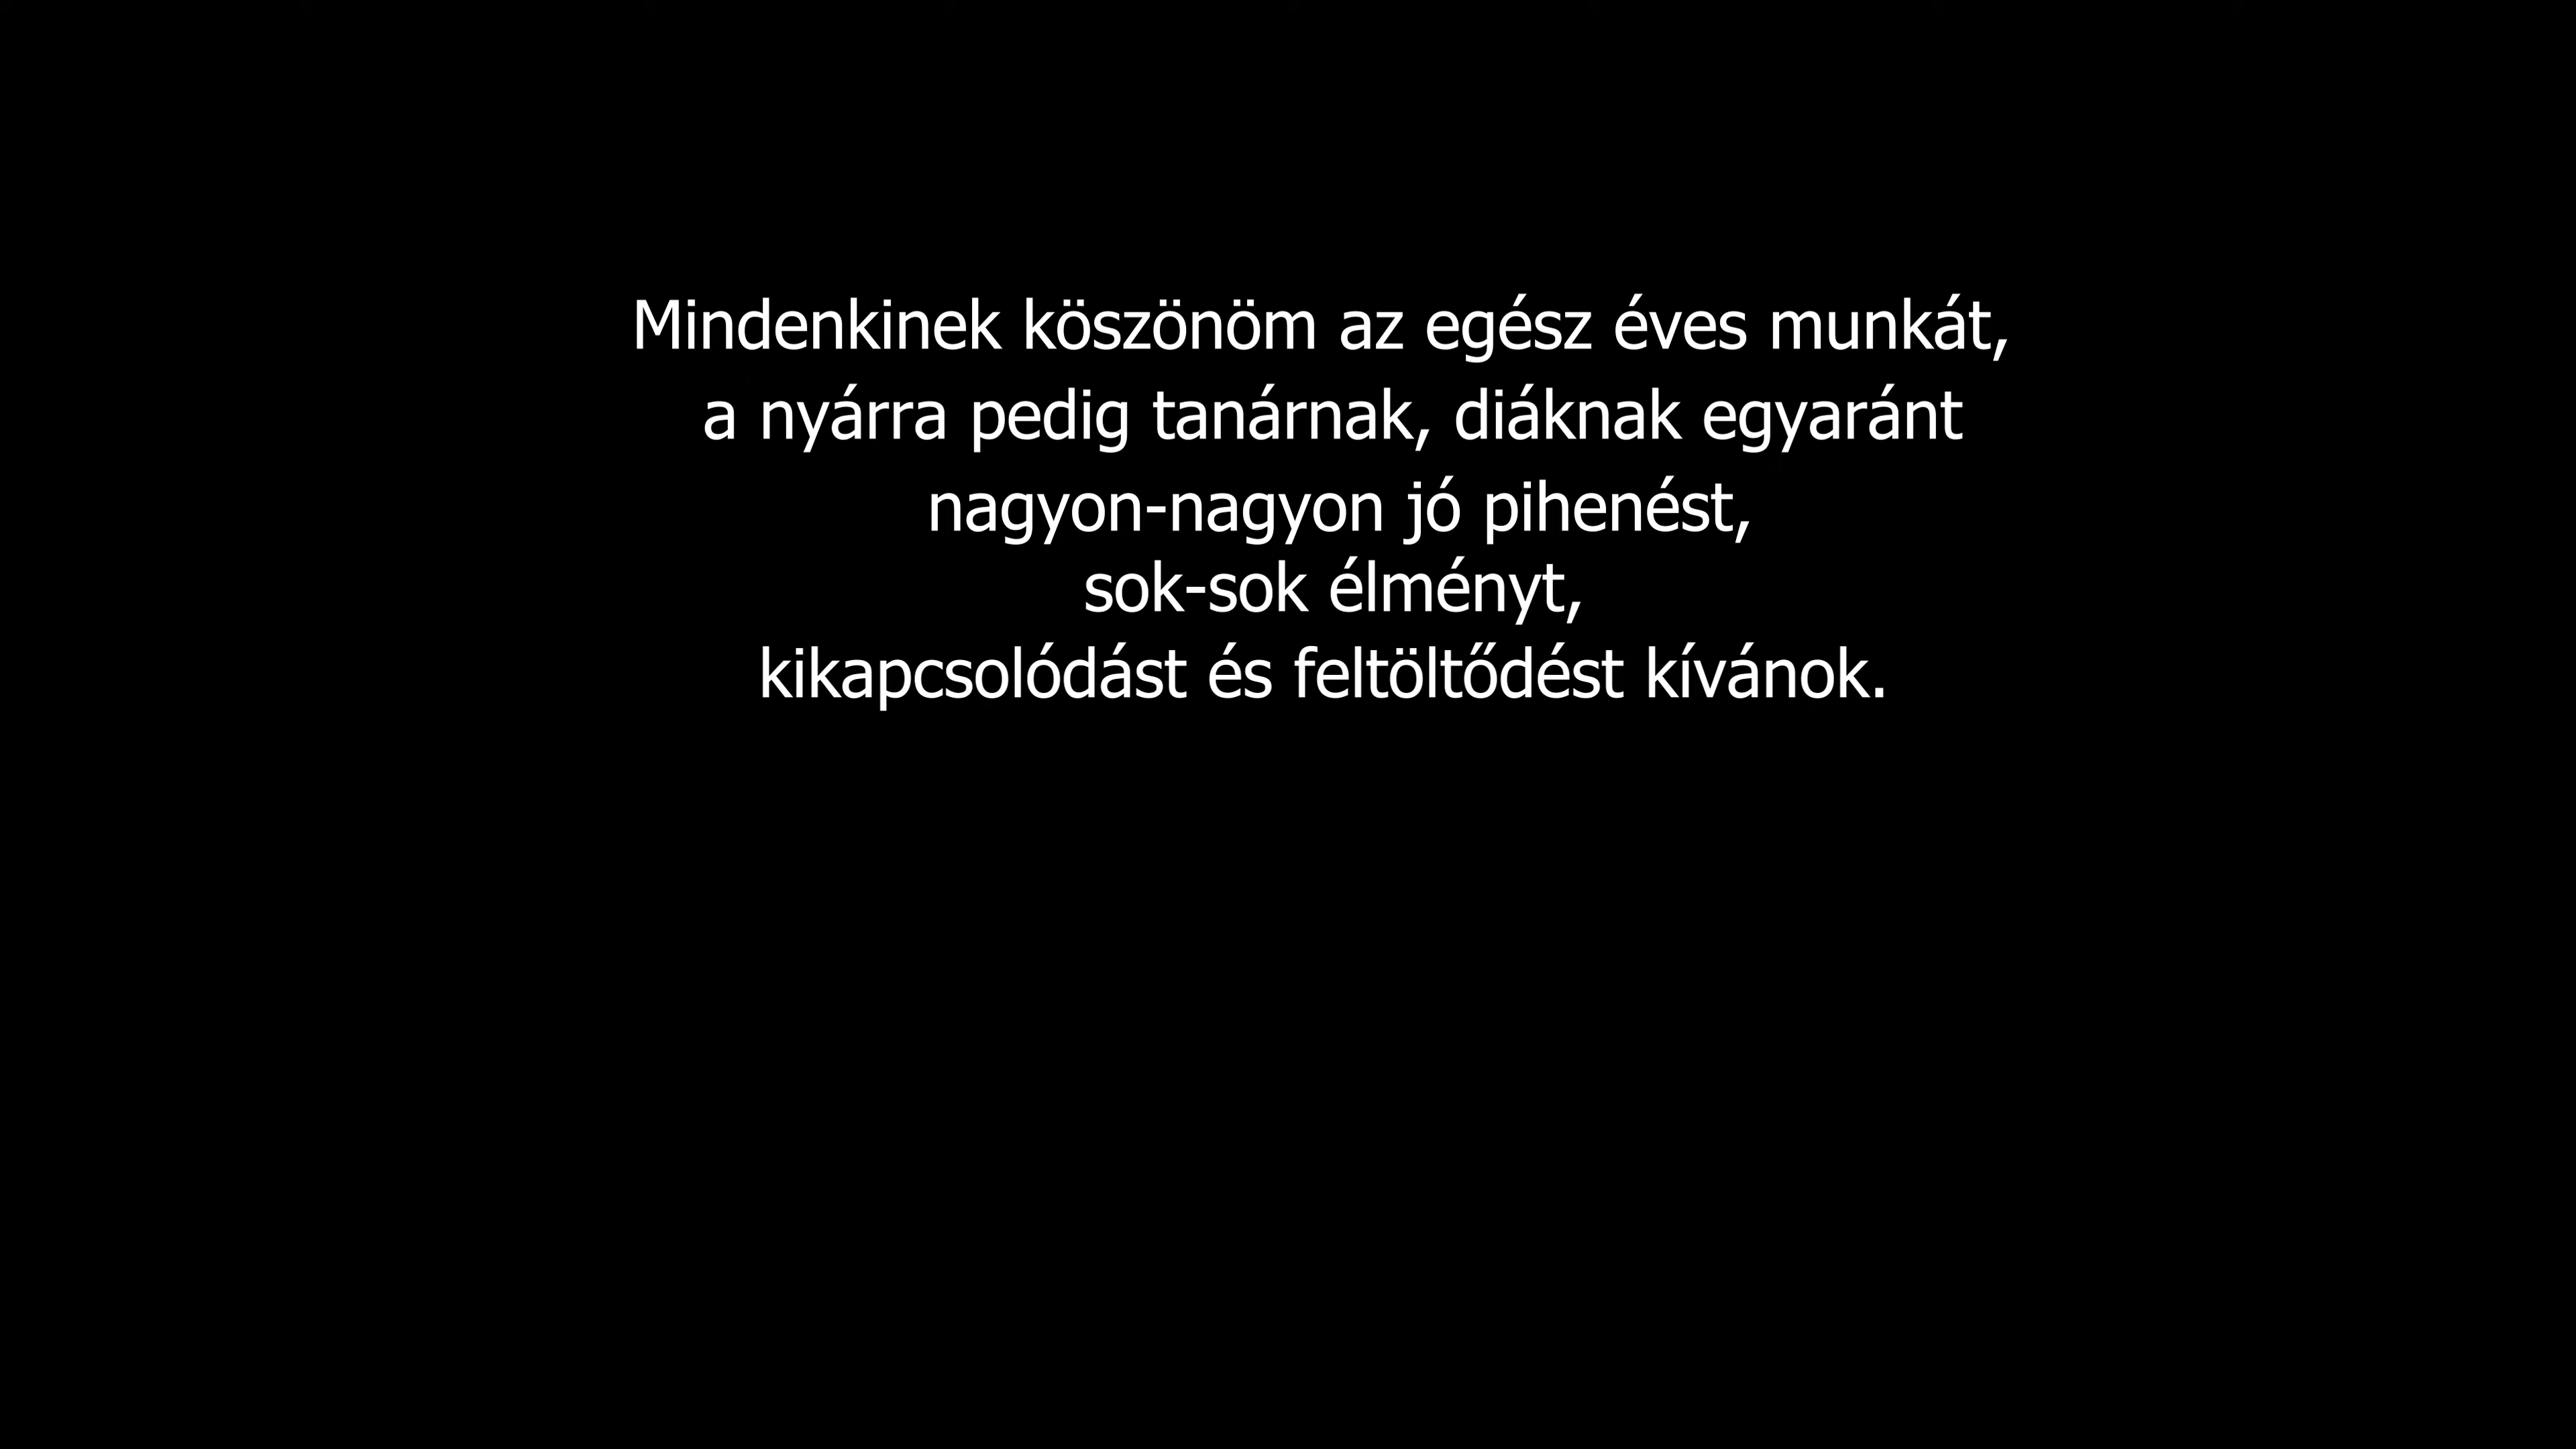 Mindenkinek köszönöm az egész éves munkát,
a nyárra pedig tanárnak, diáknak egyaránt
nagyon-nagyon jó pihenést,
sok-sok élményt,
kikapcsolódást és feltöltődést kívánok.